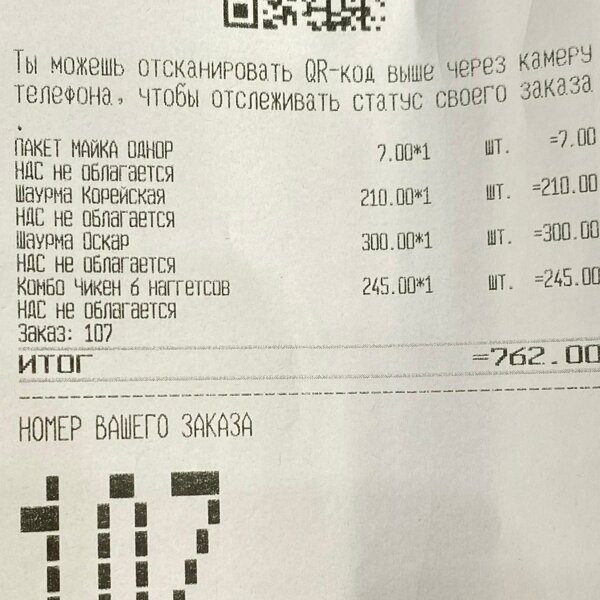 Ты можешь отсканировать QR-код выше через камеру
телефона, чтобы отслеживать статус своего заказа
.
ПАКЕТ МАЙКА ОДНОР 7.00*1 шт. =7.00
НДС не облагается
Шаурма Корейская 210.00*1 шт. =210.00
НДС не облагается
Шаурма Оскар 300.00*1 шт. =300.00
НДС не облагается
Комбо Чикен 6 наггетсов 245.00*1 шт. =245.00
НДС не облагается
Заказ: 107
ИТОГ =762.00
НОМЕР ВАШЕГО ЗАКАЗА
107